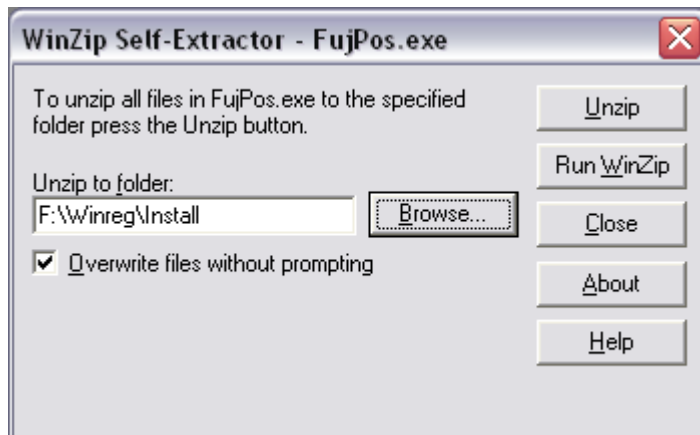 WinZip Self-Extractor - FujPos.exe
To unzip all files in FujPos.exe to the specified
folder press the Unzip button.
Unzip to folder:
F:\Winreg\Install
Browse...
Overwrite files without prompting
Unzip
Run WinZip
Close
About
Help